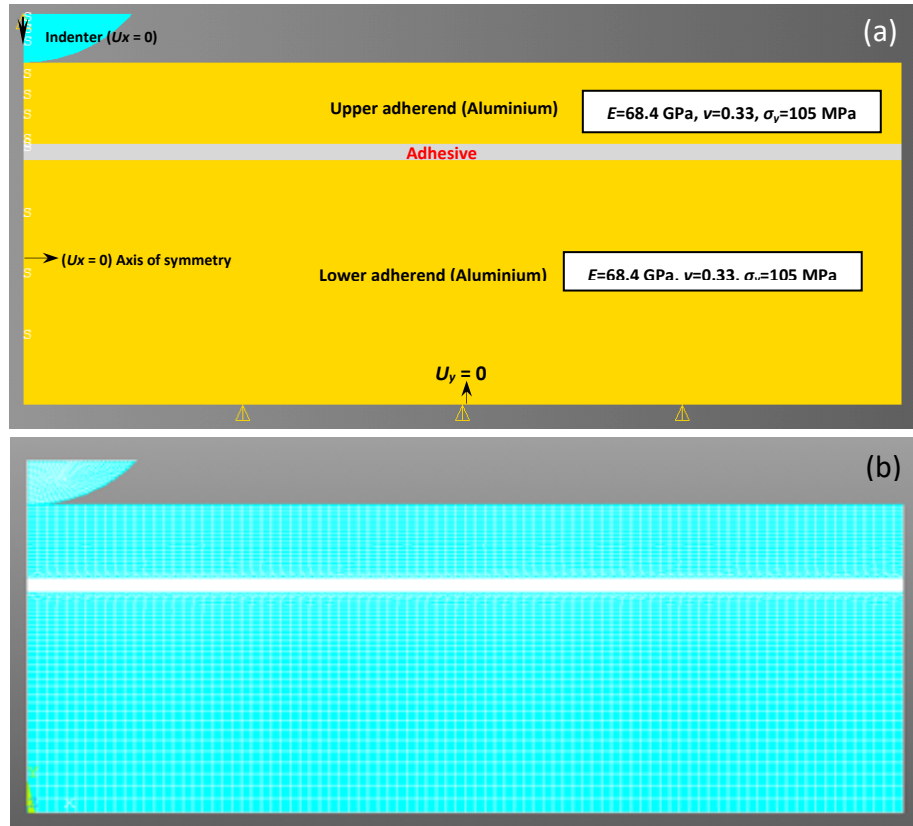 (a)
Indenter (Ux = 0)
Upper adherend (Aluminium)
E=68.4 GPa, ν=0.33, σy=105 MPa
Adhesive
(Ux = 0) Axis of symmetry
Lower adherend (Aluminium)
E=68.4 GPa, ν=0.33, σy=105 MPa
Uy = 0
(b)